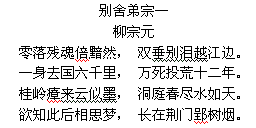 别舍弟宗一
柳宗元
零落残魂倍黯然，双垂别泪越江边。
一身去国六千里，万死投荒十二年。
桂岭瘴来云似墨，洞庭春尽水如天。
欲知此后相思梦，长在荆门郢树烟。